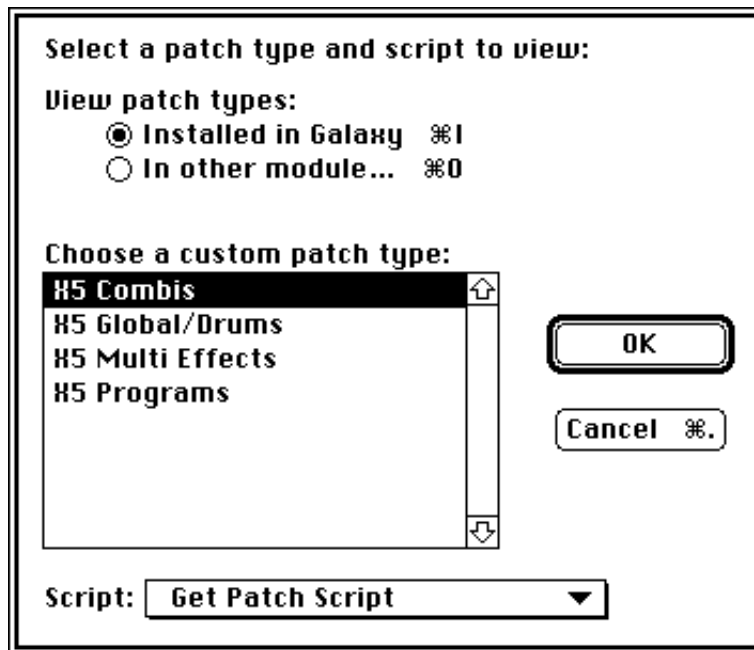 Select a patch type and script to view:
View patch types:
Installed in Galaxy ⌘I
In other module... ⌘O
Choose a custom patch type:
X5 Combis
X5 Global/Drums
X5 Multi Effects
X5 Programs
OK
Cancel ⌘.
Script: Get Patch Script